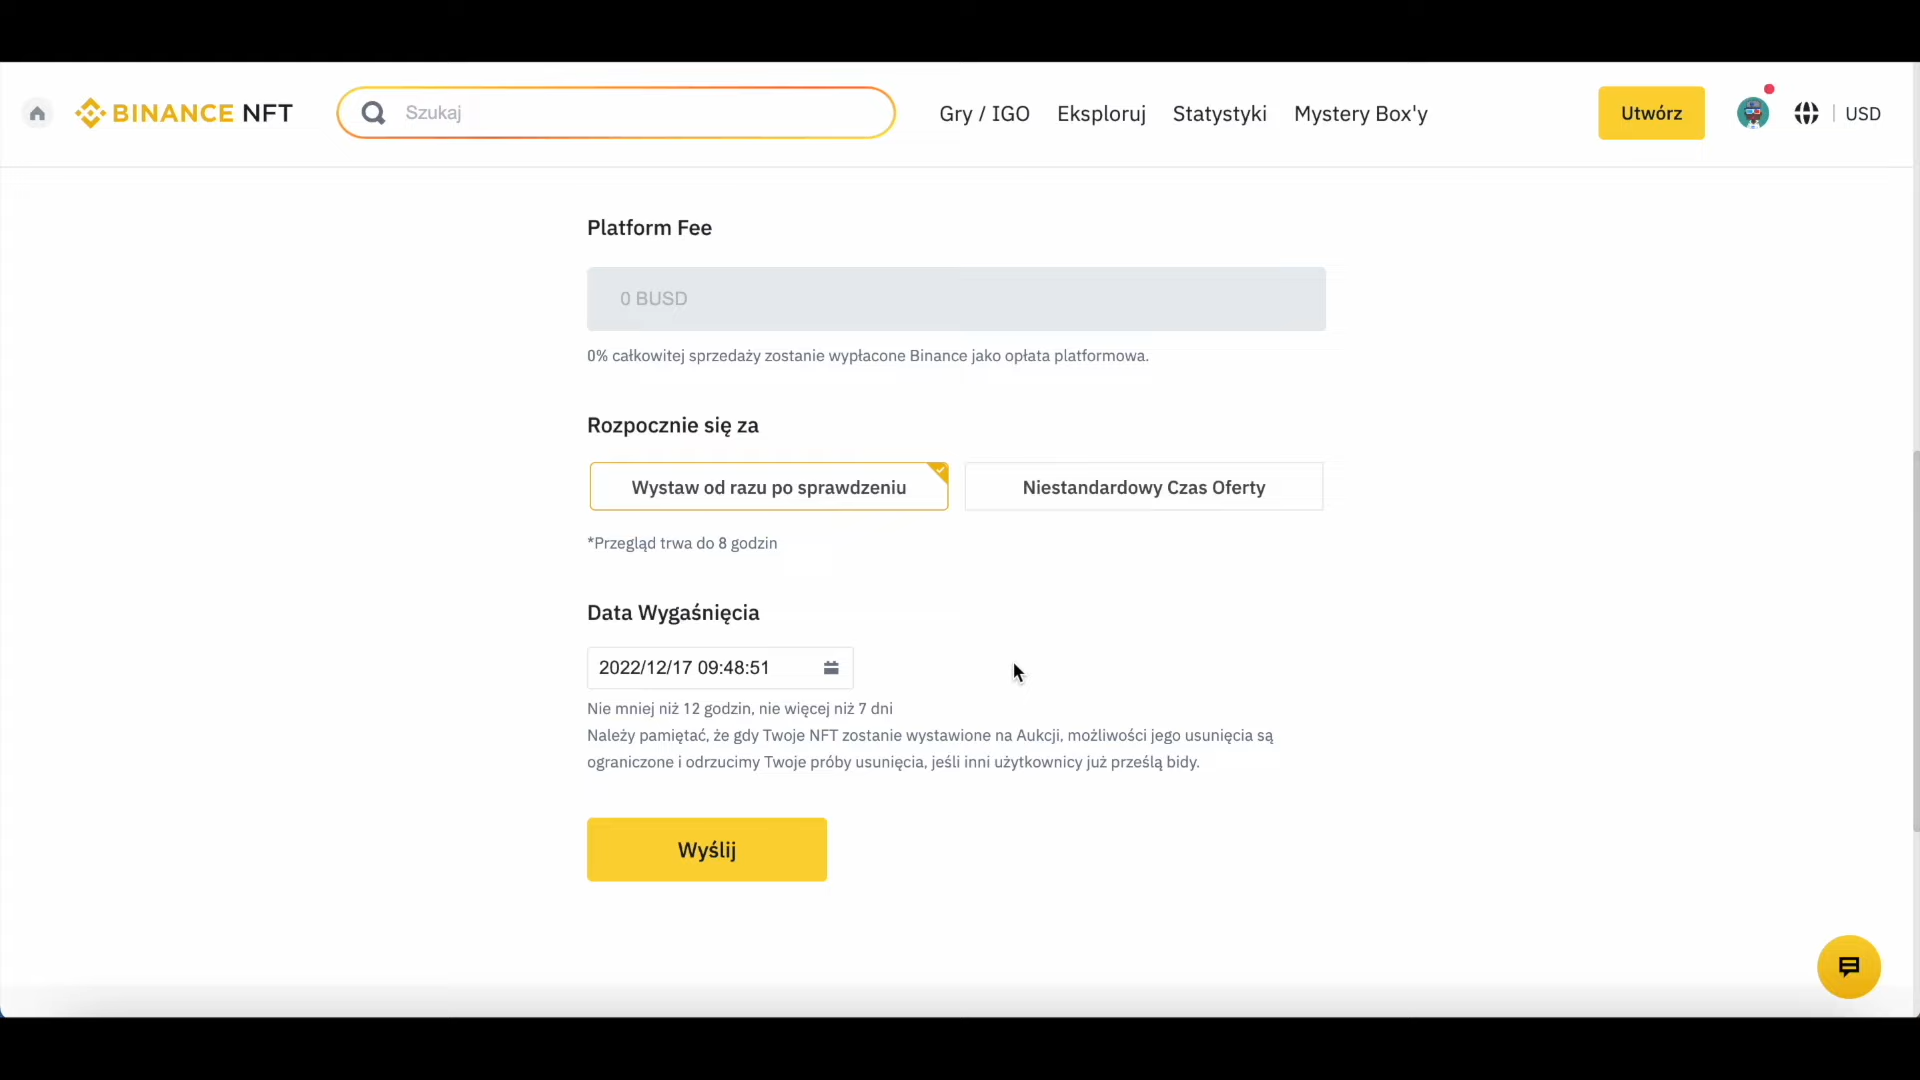 BINANCE NFT
Szukaj
Gry / IGO
Eksploruj
Statystyki
Mystery Box'y
Utwórz
USD
Platform Fee
0 BUSD
0% całkowitej sprzedaży zostanie wypłacone Binance jako opłata platformowa.
Rozpocznie się za
Wystaw od razu po sprawdzeniu
Niestandardowy Czas Oferty
*Przegląd trwa do 8 godzin
Data Wygaśnięcia
2022/12/17 09:48:51
Nie mniej niż 12 godzin, nie więcej niż 7 dni
Należy pamiętać, że gdy Twoje NFT zostanie wystawione na Aukcji, możliwości jego usunięcia są
ograniczone i odrzucimy Twoje próby usunięcia, jeśli inni użytkownicy już prześlą bidy.
Wyślij